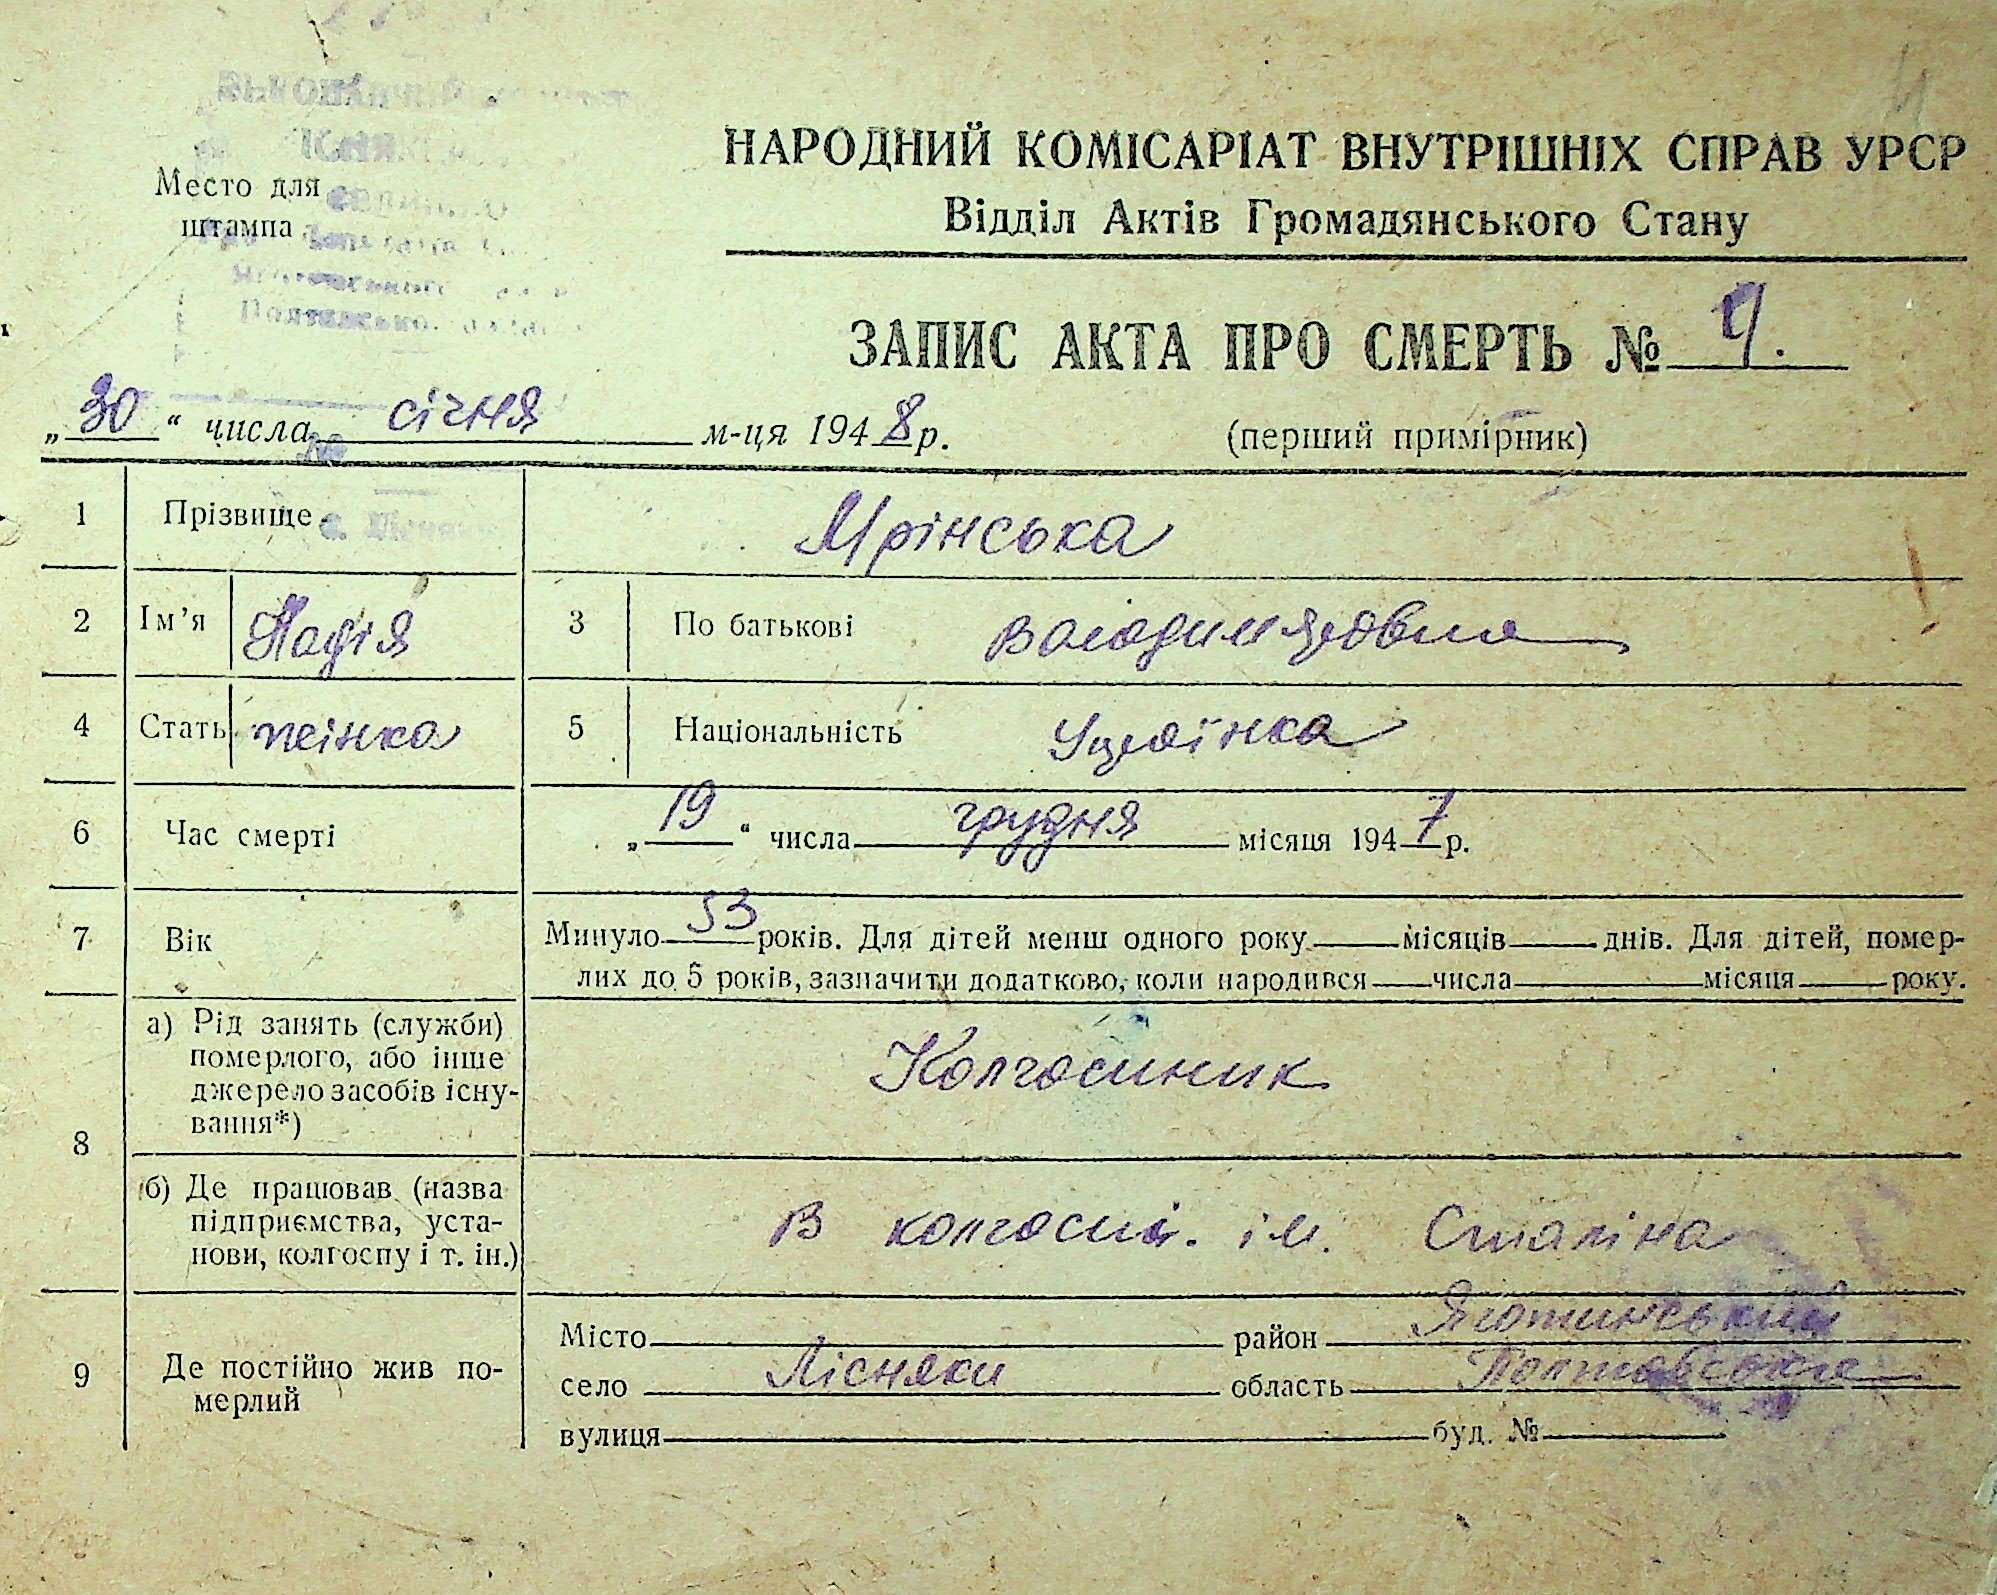 Место для
штампа
НАРОДНИЙ КОМІСАРІАТ ВНУТРІШНІХ СПРАВ УРСР
Відділ Актів Громадянського Стану
ЗАПИС АКТА ПРО СМЕРТЬ №
„30“ числа січня м-ця 1948 р.
(перший примірник)
1 Прізвище Мрінська
2 Ім’я Надія 3 По батькові Володимировна
4 Стать жінка 5 Національність Українка
6 Час смерті „19“ числа грудня місяця 1947 р.
7 Вік Минуло 53 років. Для дітей менш одного року місяців днів. Для дітей, помер-
лих до 5 років, зазначити додатково, коли народився числа місяця року.
8 а) Рід занять (служби)
померлого, або інше
джерело засобів існу-
вання*)
Колгоспник
б) Де працював (назва
підприємства, уста-
нови, колгоспу і т. ін.)
В колгоспі ім. Сталіна
9 Де постійно жив по-
мерлий
Місто район Яготинський
село Лісняки область Полтавська
вулиця буд. №